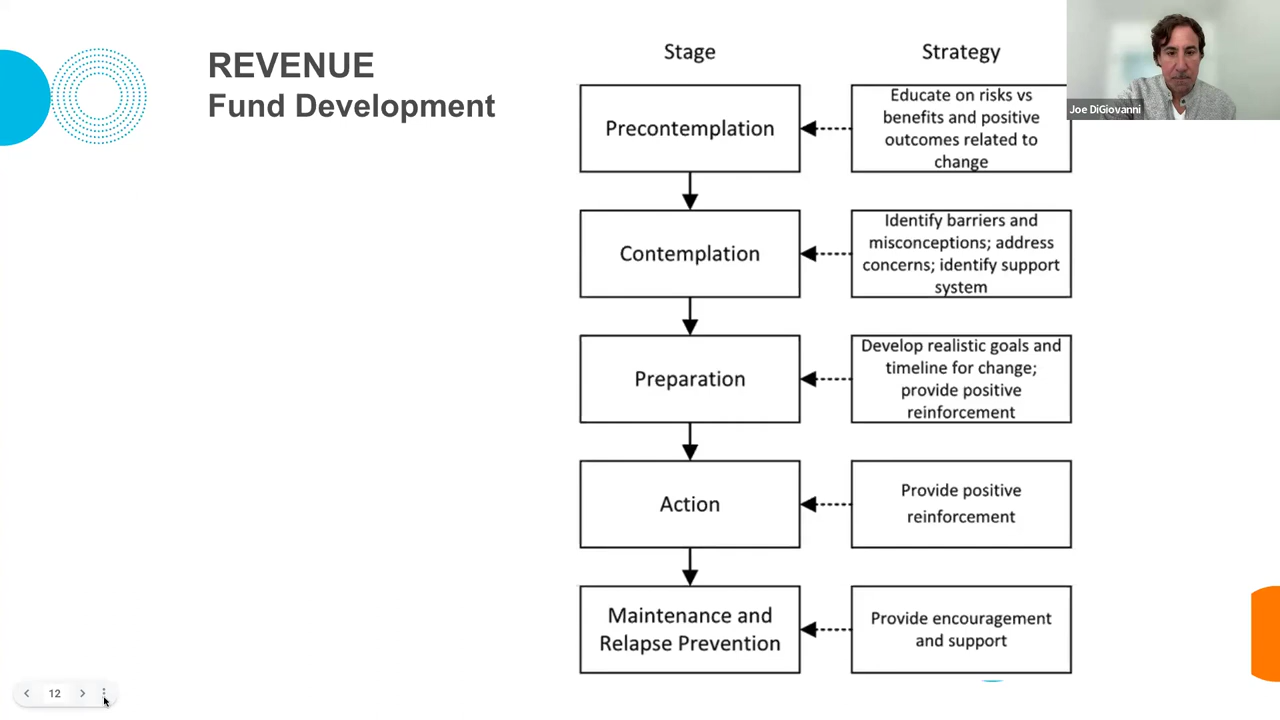 REVENUE
Fund Development
Stage
Strategy
Precontemplation
Educate on risks vs
benefits and positive
outcomes related to
change
Contemplation
Identify barriers and
misconceptions; address
concerns; identify support
system
Preparation
Develop realistic goals and
timeline for change;
provide positive
reinforcement
Action
Provide positive
reinforcement
Maintenance and
Relapse Prevention
Provide encouragement
and support
Joe DiGiovanni
12